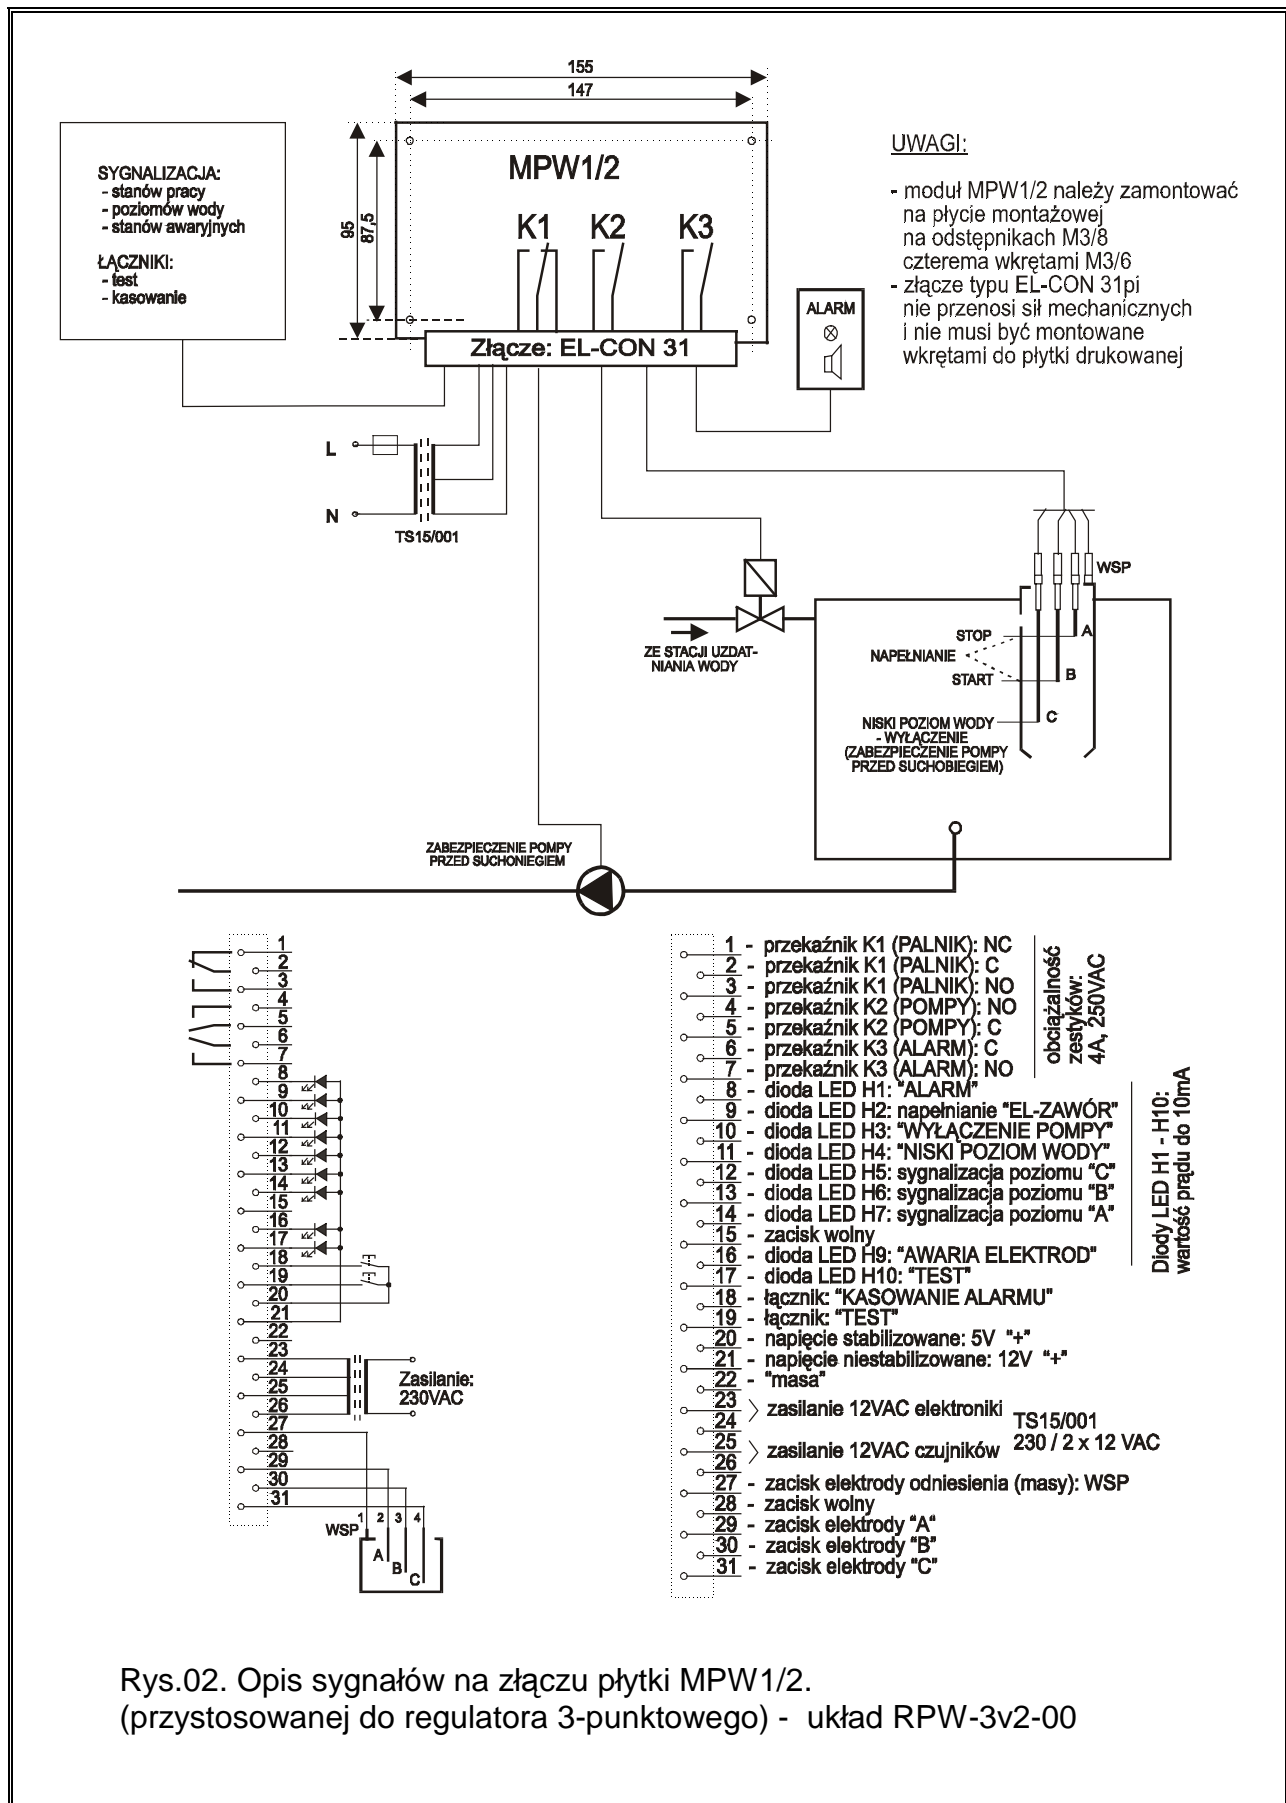 155
147
95
87,5
MPW1/2
K1 K2 K3
Złącze: EL-CON 31
SYGNALIZACJA:
- stanów pracy
- poziomów wody
- stanów awaryjnych
ŁĄCZNIKI:
- test
- kasowanie
ALARM
UWAGI:
- moduł MPW1/2 należy zamontować
na płycie montażowej
na odstępnikach M3/8
czterema wkrętami M3/6
- złącze typu EL-CON 31pi
nie przenosi sił mechanicznych
i nie musi być montowane
wkrętami do płytki drukowanej
L
N
TS15/001
WSP
ZE STACJI UZDAT-
NIANIA WODY
STOP
A
NAPEŁNIANIE
START
B
C
NISKI POZIOM WODY
- WYŁĄCZENIE
(ZABEZPIECZENIE POMPY
PRZED SUCHOBIEGIEM)
ZABEZPIECZENIE POMPY
PRZED SUCHONIEGIEM
1
2
3
4
5
6
7
8
9
10
11
12
13
14
15
16
17
18
19
20
21
22
23
24
25
26
27
28
29
30
31
Zasilanie:
230VAC
1 2 3 4
WSP
A
B
C
1 - przekaźnik K1 (PALNIK): NC
2 - przekaźnik K1 (PALNIK): C
3 - przekaźnik K1 (PALNIK): NO
4 - przekaźnik K2 (POMPY): NO
5 - przekaźnik K2 (POMPY): C
6 - przekaźnik K3 (ALARM): C
7 - przekaźnik K3 (ALARM): NO
8 - dioda LED H1: “ALARM”
9 - dioda LED H2: napełnianie “EL-ZAWÓR”
10 - dioda LED H3: “WYŁĄCZENIE POMPY”
11 - dioda LED H4: “NISKI POZIOM WODY”
12 - dioda LED H5: sygnalizacja poziomu “C”
13 - dioda LED H6: sygnalizacja poziomu “B”
14 - dioda LED H7: sygnalizacja poziomu “A”
15 - zacisk wolny
16 - dioda LED H9: “AWARIA ELEKTROD”
17 - dioda LED H10: “TEST”
18 - łącznik: “KASOWANIE ALARMU”
19 - łącznik: “TEST”
20 - napięcie stabilizowane: 5V “+”
21 - napięcie niestabilizowane: 12V “+”
22 - “masa”
23
24
zasilanie 12VAC elektroniki
25
26
zasilanie 12VAC czujników
TS15/001
230 / 2 x 12 VAC
27 - zacisk elektrody odniesienia (masy): WSP
28 - zacisk wolny
29 - zacisk elektrody “A“
30 - zacisk elektrody “B”
31 - zacisk elektrody “C”
obciążalność
zestyków:
4A, 250VAC
Diody LED H1 - H10:
wartość prądu do 10mA
Rys.02. Opis sygnałów na złączu płytki MPW1/2.
(przystosowanej do regulatora 3-punktowego) - układ RPW-3v2-00